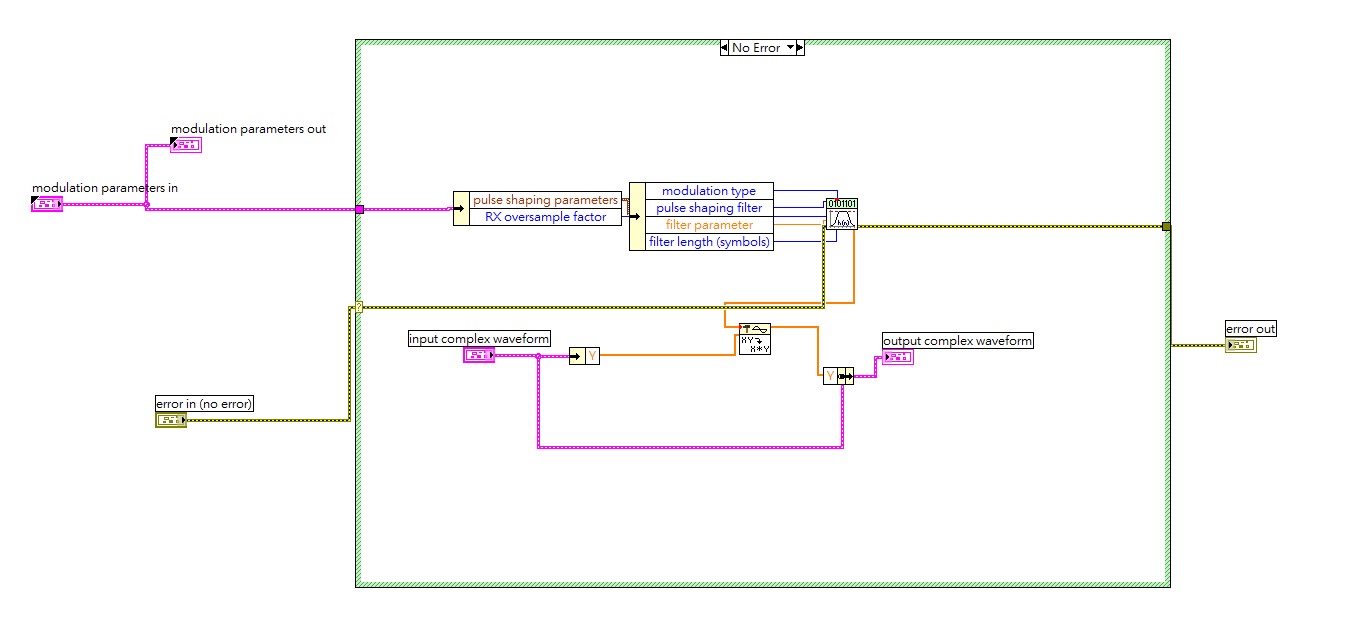 No Error
modulation parameters out
modulation parameters in
pulse shaping parameters
RX oversample factor
modulation type
pulse shaping filter
filter parameter
filter length (symbols)
0101101
h(w)
?
input complex waveform
Y
T
XY
X*Y
Y
output complex waveform
error out
error in (no error)